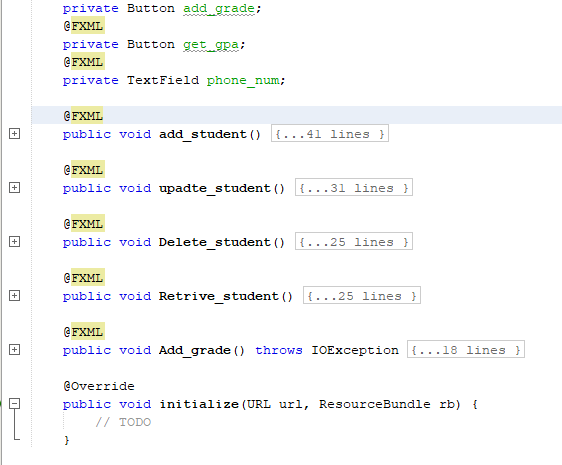 private Button add_grade;
@FXML
private Button get_gpa;
@FXML
private TextField phone_num;
@FXML
public void add_student() {...41 lines }
@FXML
public void upadte_student() {...31 lines }
@FXML
public void Delete_student() {...25 lines }
@FXML
public void Retrive_student() {...25 lines }
@FXML
public void Add_grade() throws IOException {...18 lines }
@Override
public void initialize(URL url, ResourceBundle rb) {
// TODO
}